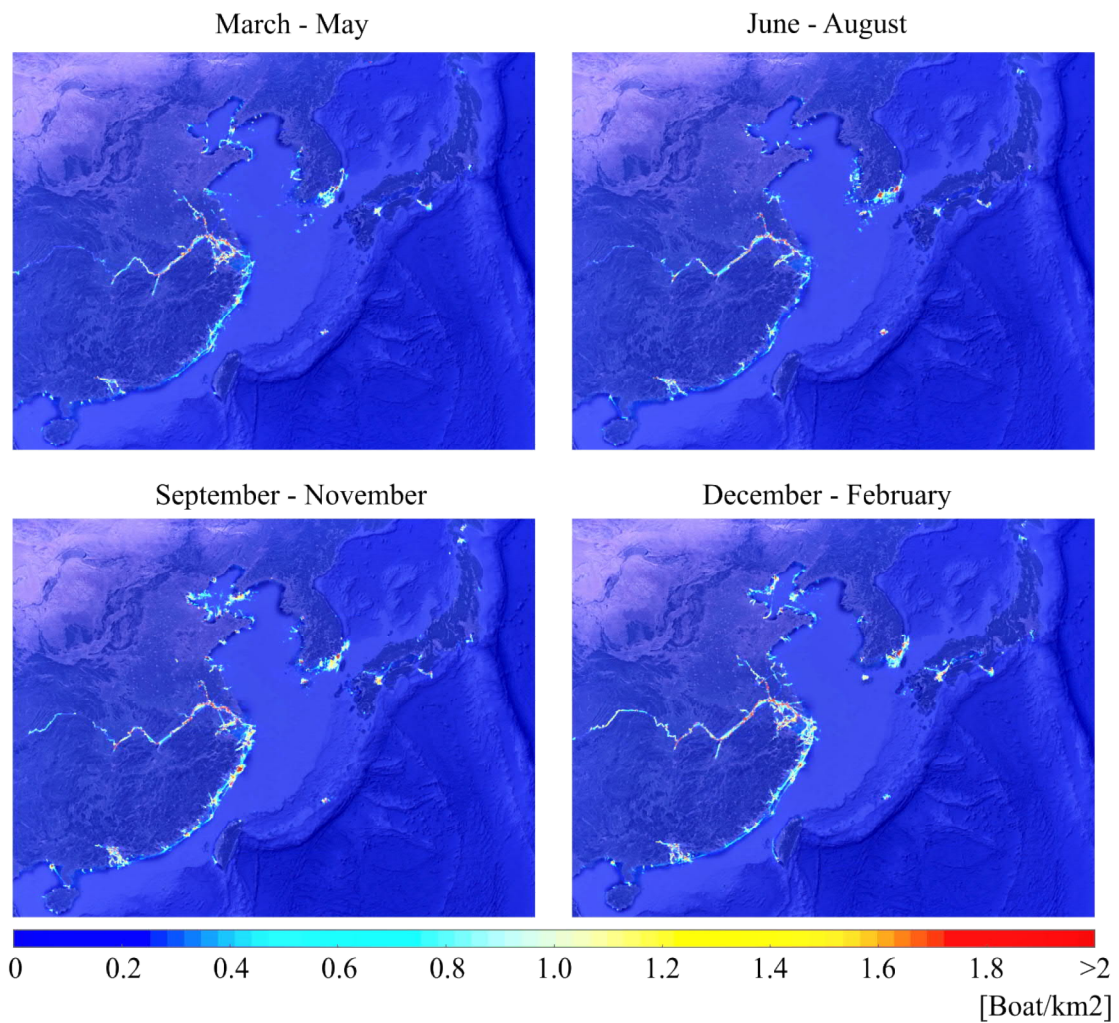 March - May
June - August
September - November
December - February
0 0.2 0.4 0.6 0.8 1.0 1.2 1.4 1.6 1.8 >2
[Boat/km2]